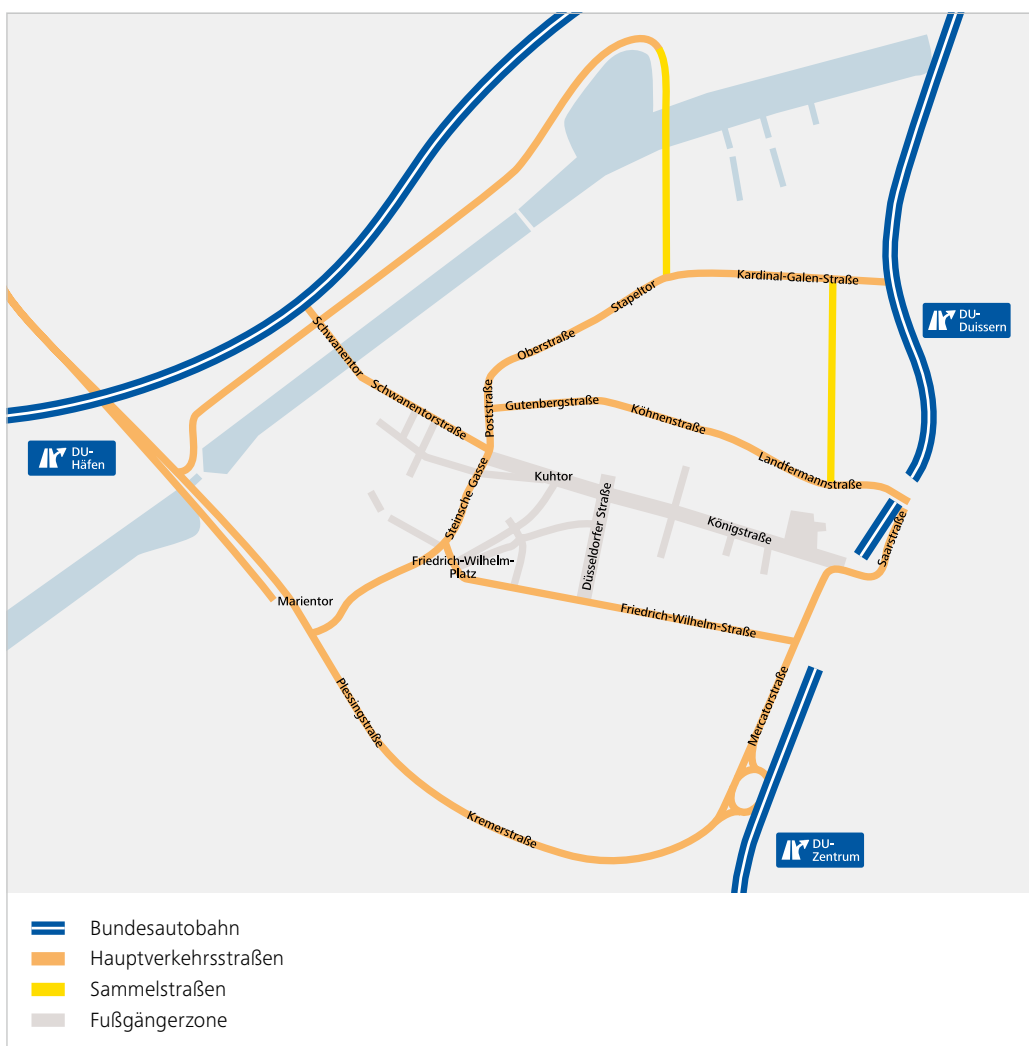 Kardinal-Galen-Straße
Stapeltor
DU-
Duissern
Schwanentor
Oberstraße
Schwanentorstraße
Poststraße
Gutenbergstraße
Köhnenstraße
DU-
Häfen
Landfermannstraße
Kuhtor
Steinsche Gasse
Düsseldorfer Straße
Königstraße
Saarstraße
Friedrich-Wilhelm-
Platz
Marientor
Friedrich-Wilhelm-Straße
Plessingstraße
Mercatorstraße
Kremerstraße
DU-
Zentrum
Bundesautobahn
Hauptverkehrsstraßen
Sammelstraßen
Fußgängerzone